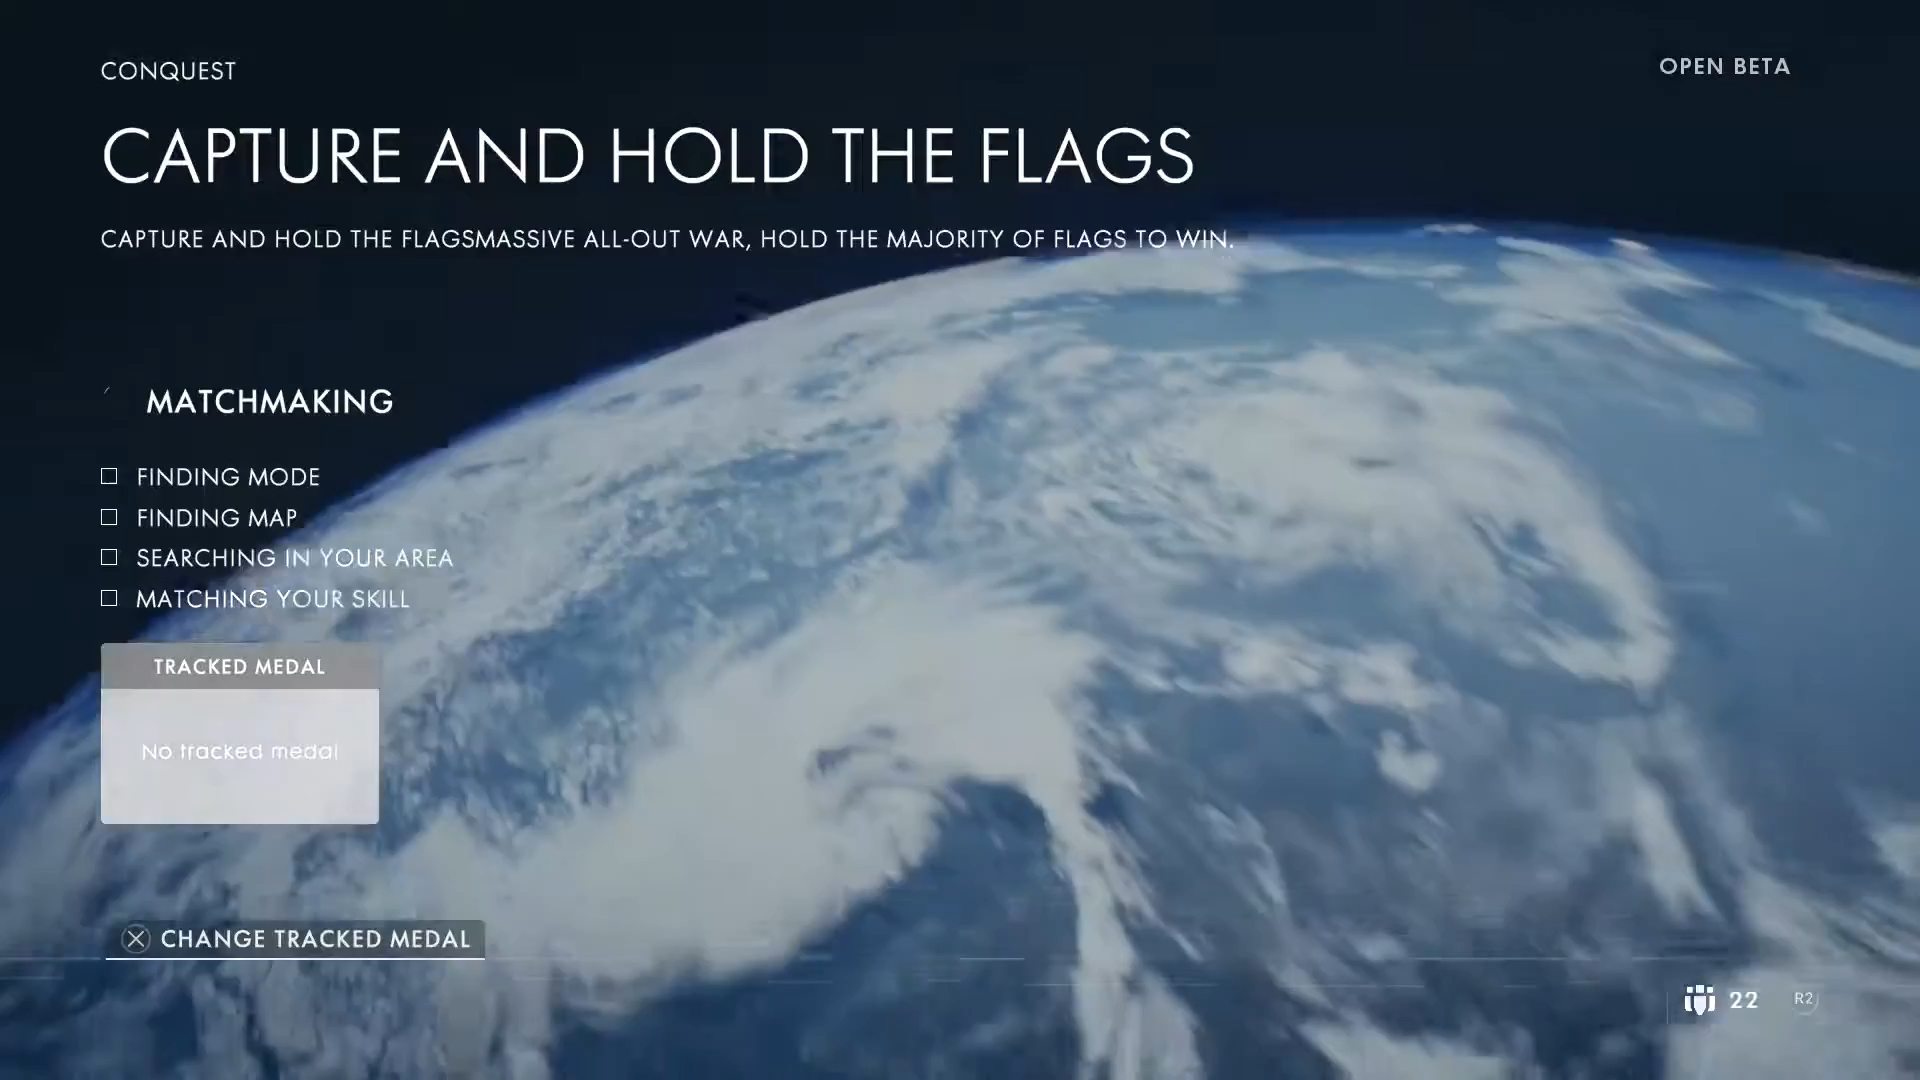 CONQUEST
OPEN BETA
CAPTURE AND HOLD THE FLAGS
CAPTURE AND HOLD THE FLAGSMASSIVE ALL-OUT WAR, HOLD THE MAJORITY OF FLAGS TO WIN.
MATCHMAKING
FINDING MODE
FINDING MAP
SEARCHING IN YOUR AREA
MATCHING YOUR SKILL
TRACKED MEDAL
No tracked medal
CHANGE TRACKED MEDAL
22 R2